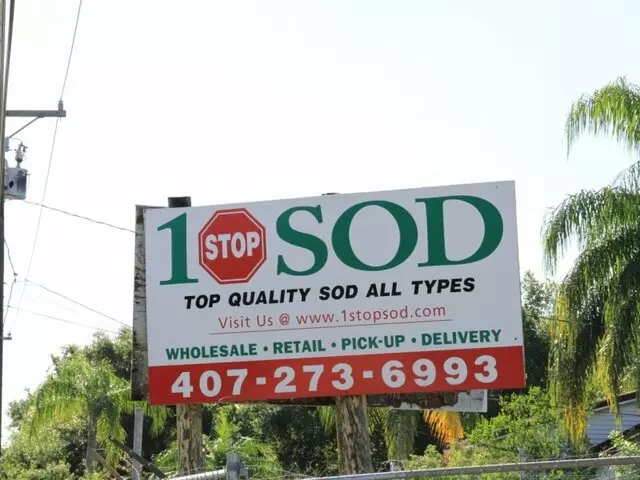 1 STOP SOD
TOP QUALITY SOD ALL TYPES
Visit Us @ www.1stopsod.com
WHOLESALE • RETAIL • PICK-UP • DELIVERY
407-273-6993